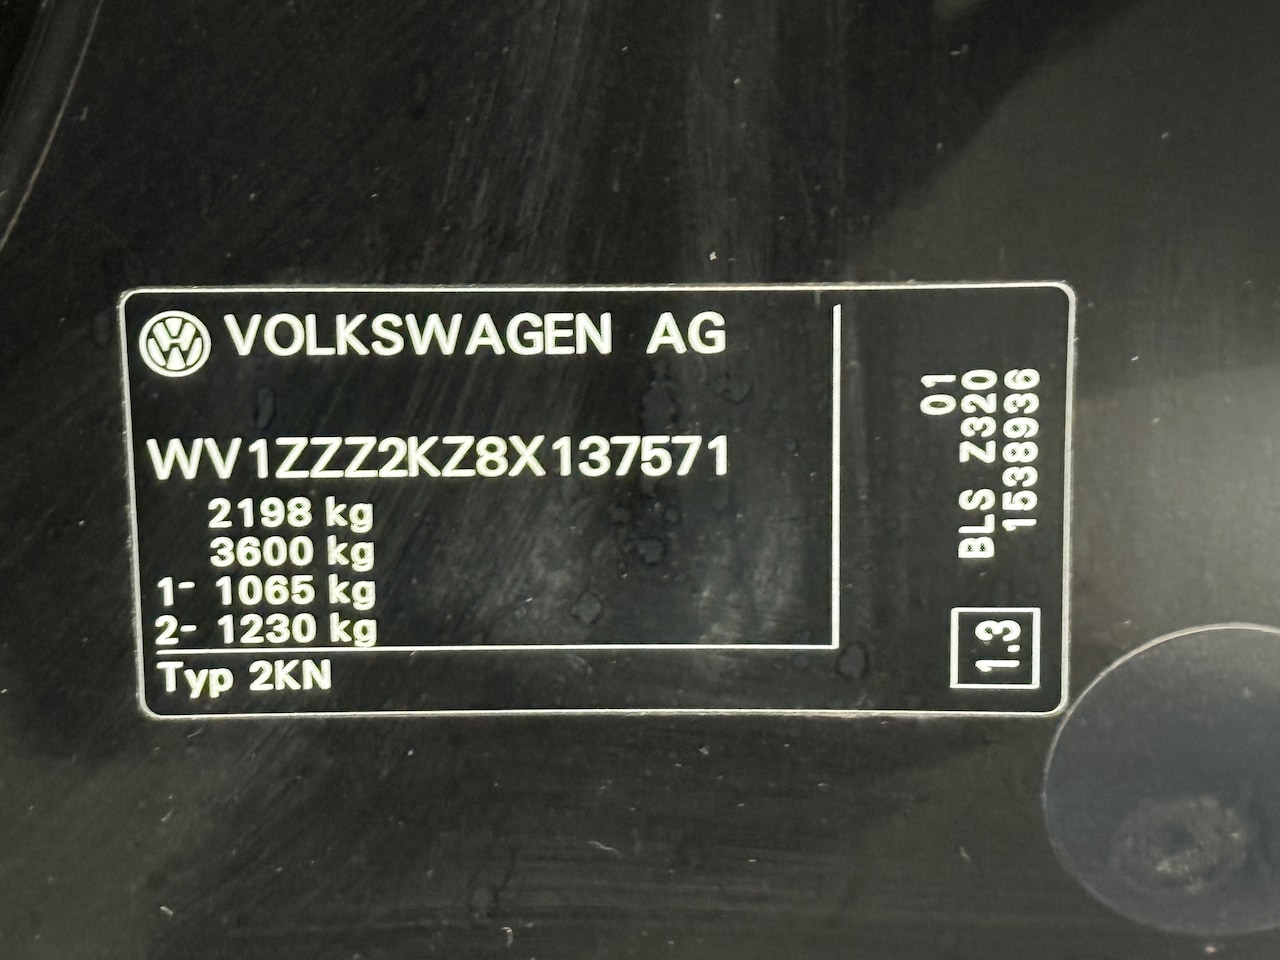 VOLKSWAGEN AG
WV1ZZZ2KZ8X137571
2198 kg
3600 kg
1- 1065 kg
2- 1230 kg
Typ 2KN
01
BLS Z320
1538936
1.3